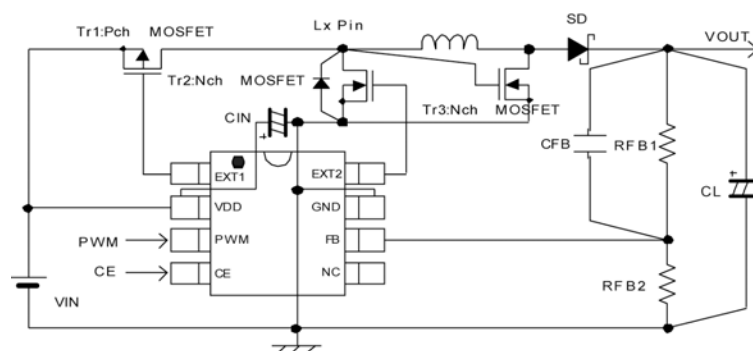 Tr1:Pch MOSFET Lx Pin SD VOUT
Tr2:Nch MOSFET
Tr3:Nch MOSFET
CIN +
CFB RFB1
EXT1 EXT2
+
CL
VDD GND
PWM PWM FB
CE CE NC
VIN
RFB2